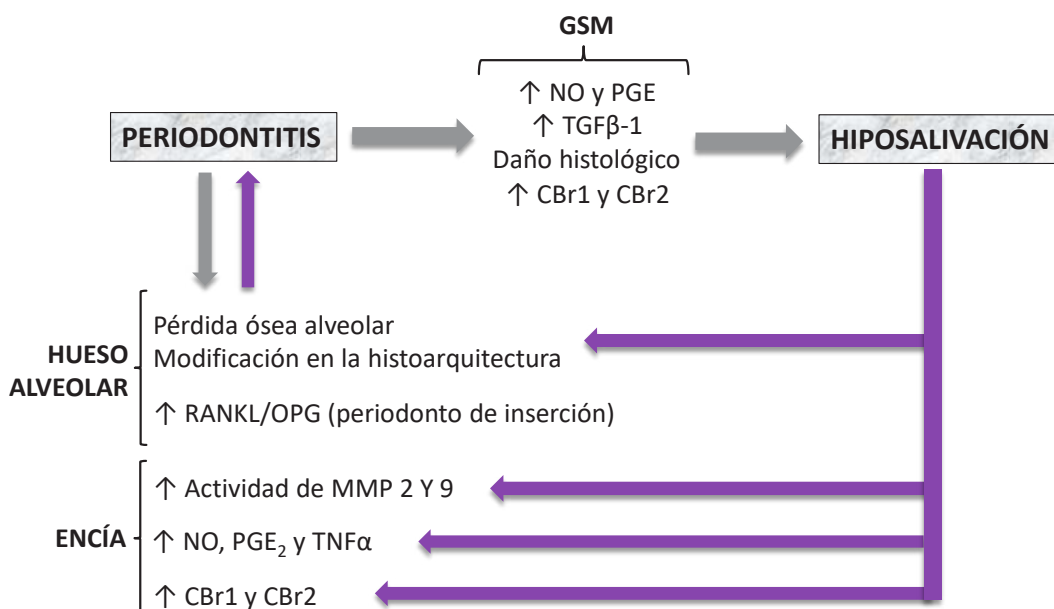 GSM
↑ NO y PGE
↑ TGFβ-1
Daño histológico
↑ CBr1 y CBr2
PERIODONTITIS
HIPOSALIVACIÓN
HUESO
ALVEOLAR
Pérdida ósea alveolar
Modificación en la histoarquitectura
↑ RANKL/OPG (periodonto de inserción)
ENCÍA
↑ Actividad de MMP 2 Y 9
↑ NO, PGE₂ y TNFα
↑ CBr1 y CBr2